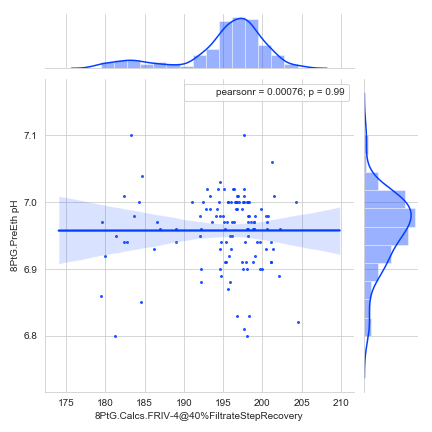 pearsonr = 0.00076; p = 0.99
7.1
7.0
6.9
6.8
8PtG.PreEth pH
175 180 185 190 195 200 205 210
8PtG.Calcs.FRIV-4@40%FiltrateStepRecovery